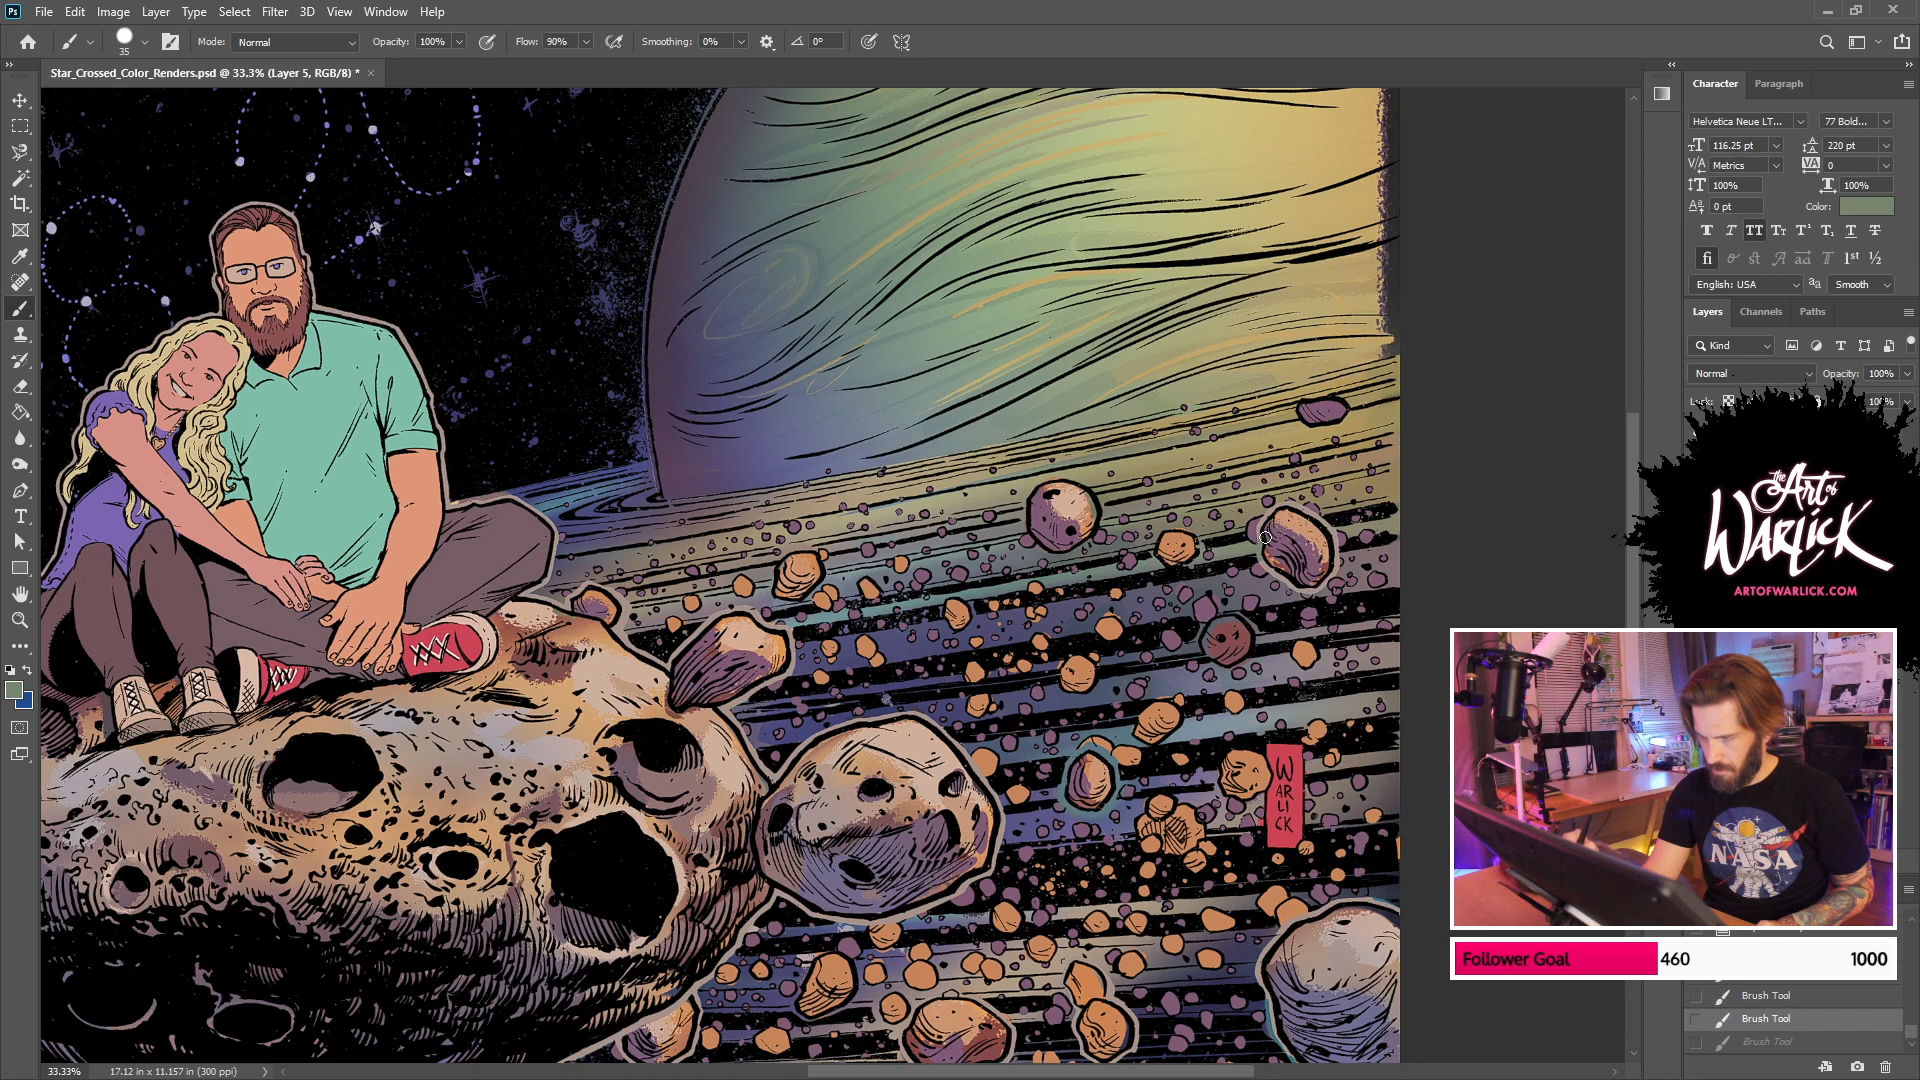 Ps File Edit Image Layer Type Select Filter 3D View Window Help
35 Mode: Normal Opacity: 100% Flow: 90% Smoothing: 0% 0°
Star_Crossed_Color_Renders.psd @ 33.3% (Layer 5, RGB/8) * ×
Character Paragraph
Helvetica Neue LT... 77 Bold...
116.25 pt 220 pt
Metrics 0
100% 100%
0 pt Color:
English: USA aa Smooth
Layers Channels Paths
Kind
Normal Opacity: 100%
100%
the Art of
Warlick
ARTOFWARLICK.COM
WARLICK
NASA
Follower Goal 460 1000
Brush Tool
Brush Tool
Brush Tool
33.33% 17.12 in x 11.157 in (300 ppi)